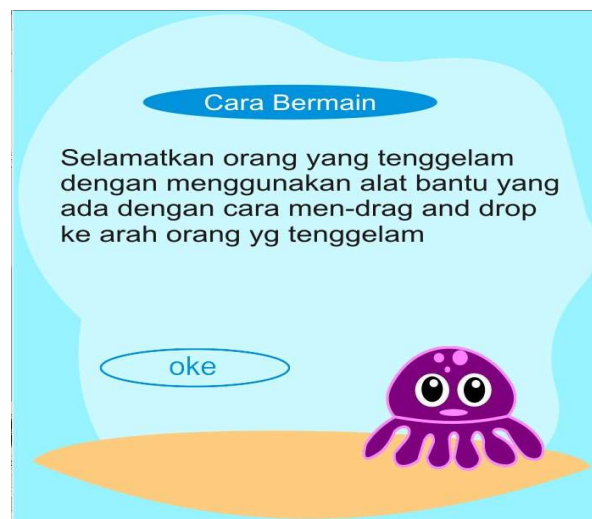 Cara Bermain
Selamatkan orang yang tenggelam
dengan menggunakan alat bantu yang
ada dengan cara men-drag and drop
ke arah orang yg tenggelam
oke